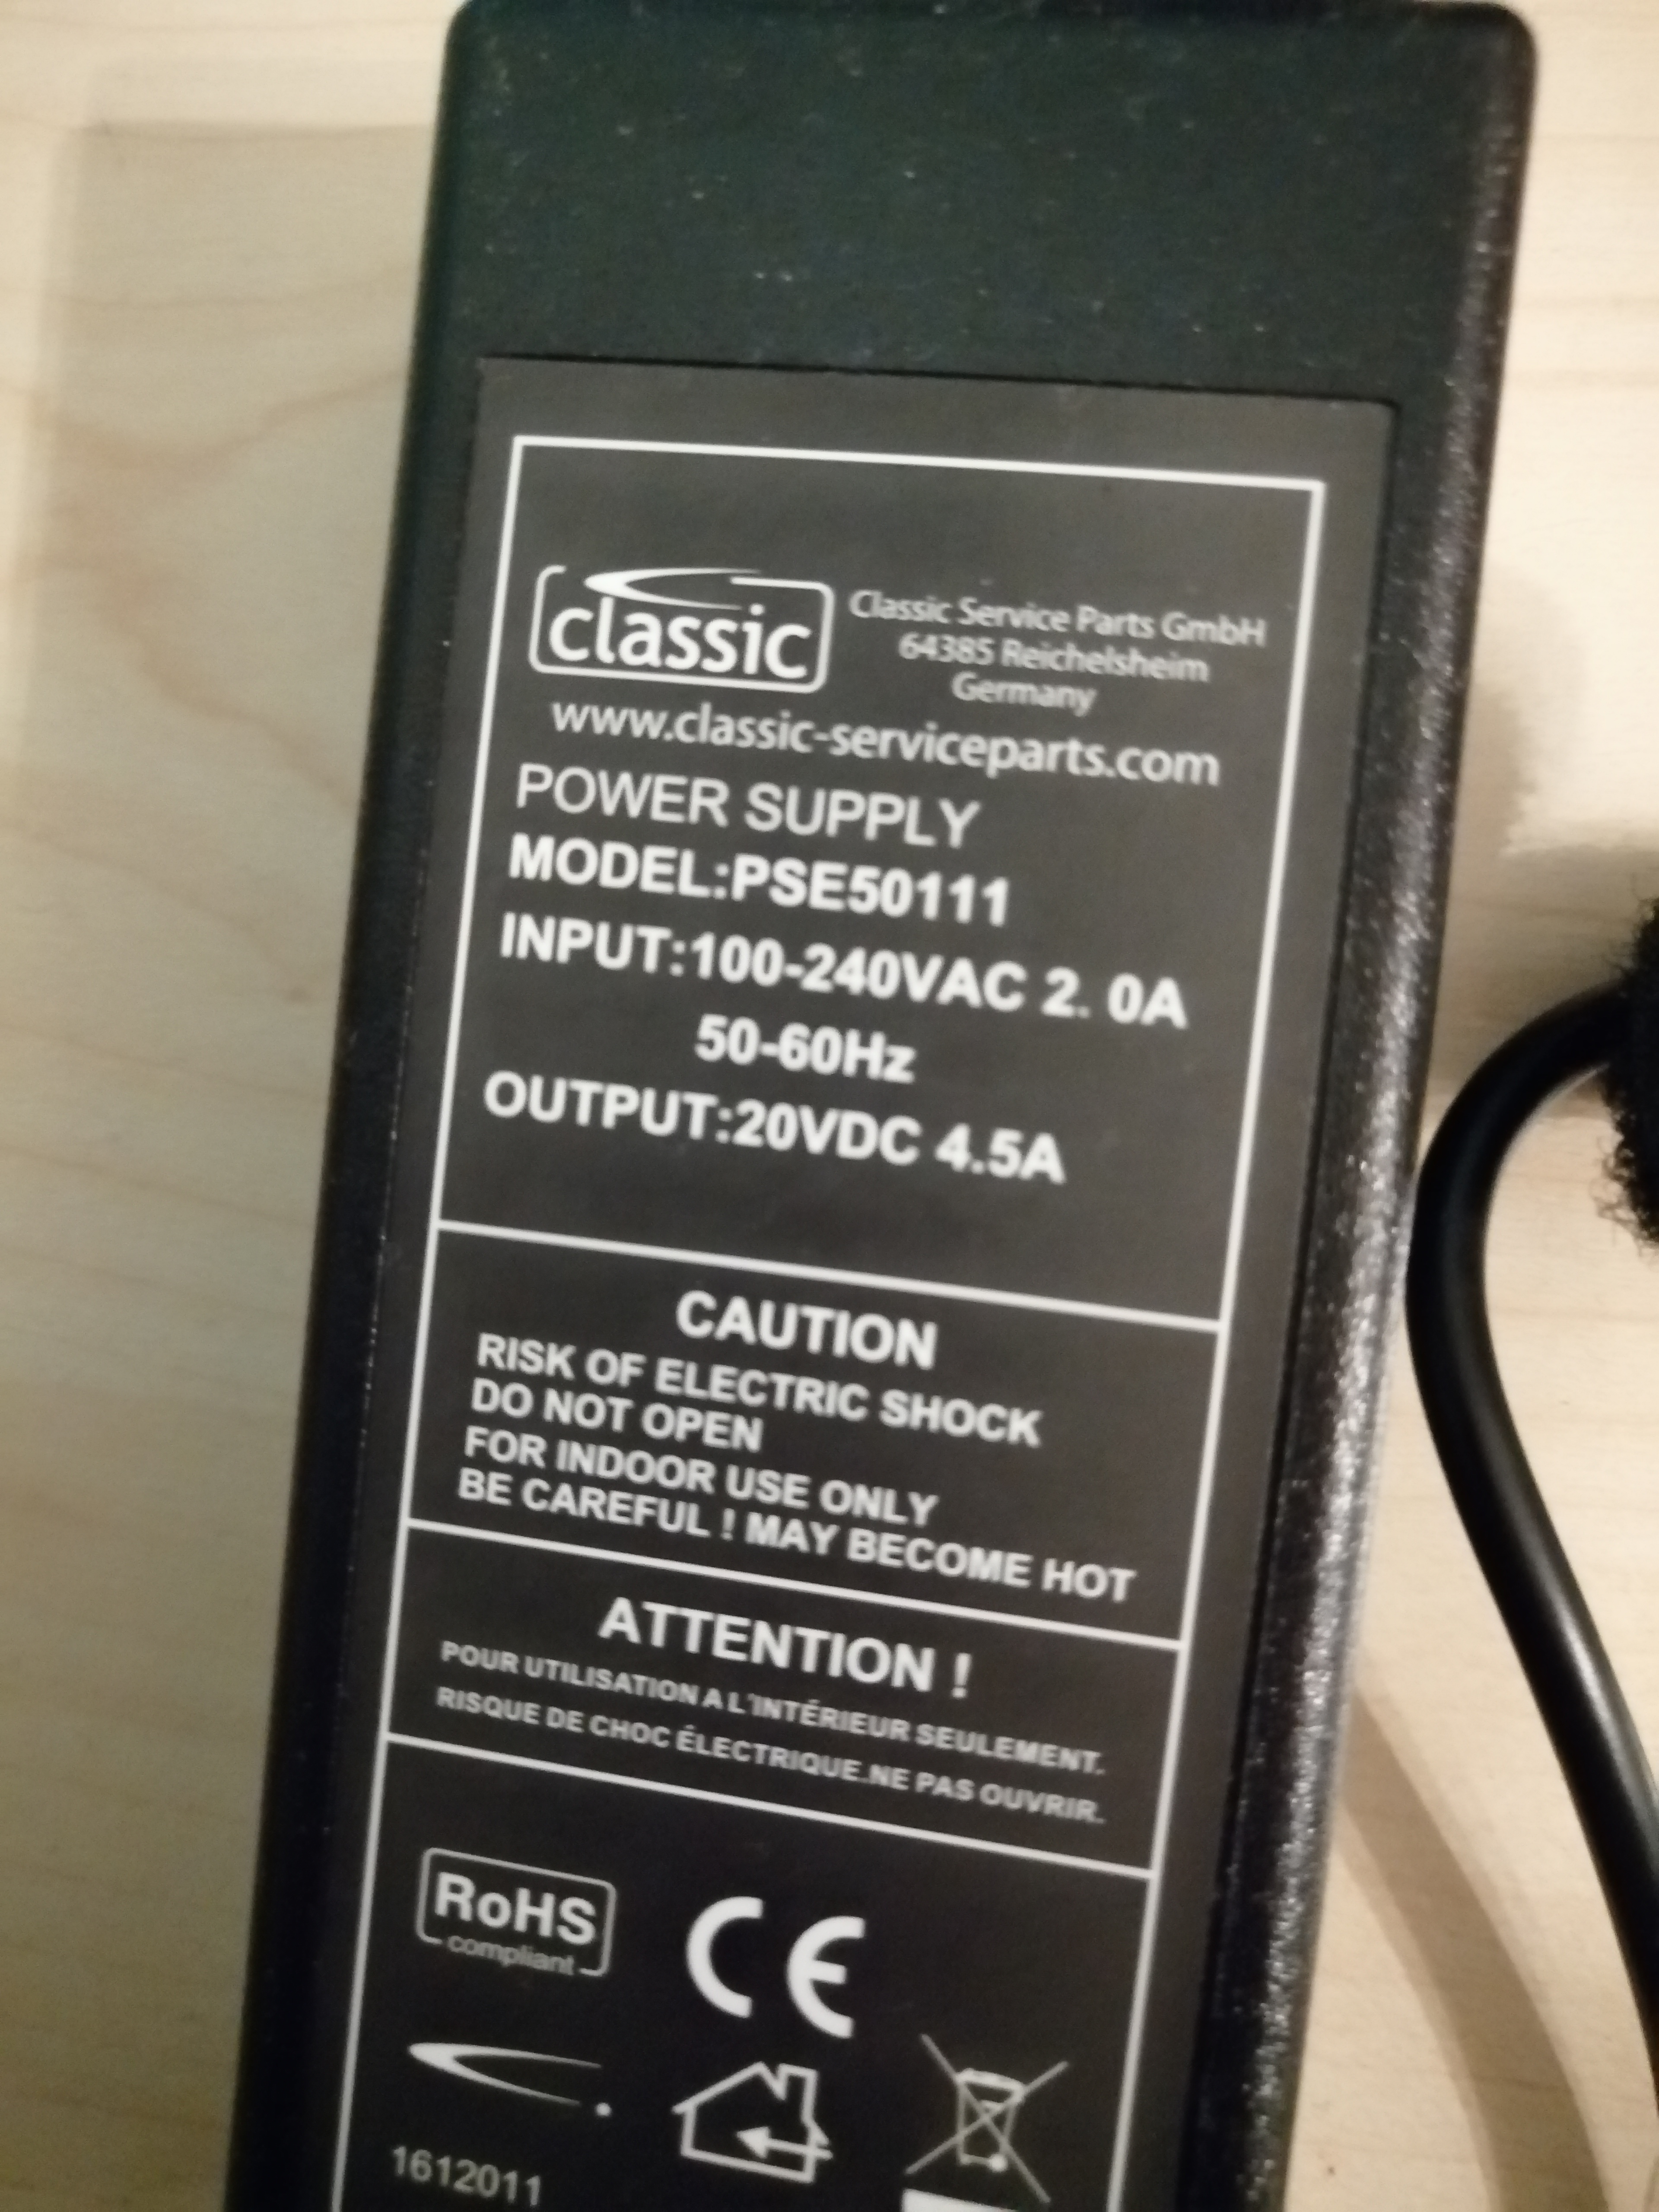 classic
Classic Service Parts GmbH
64385 Reichelsheim
Germany
www.classic-serviceparts.com
POWER SUPPLY
MODEL:PSE50111
INPUT:100-240VAC 2. 0A
50-60Hz
OUTPUT:20VDC 4.5A
CAUTION
RISK OF ELECTRIC SHOCK
DO NOT OPEN
FOR INDOOR USE ONLY
BE CAREFUL ! MAY BECOME HOT
ATTENTION !
POUR UTILISATION A L'INTÉRIEUR SEULEMENT.
RISQUE DE CHOC ÉLECTRIQUE.NE PAS OUVRIR.
RoHS
compliant
CE
1612011